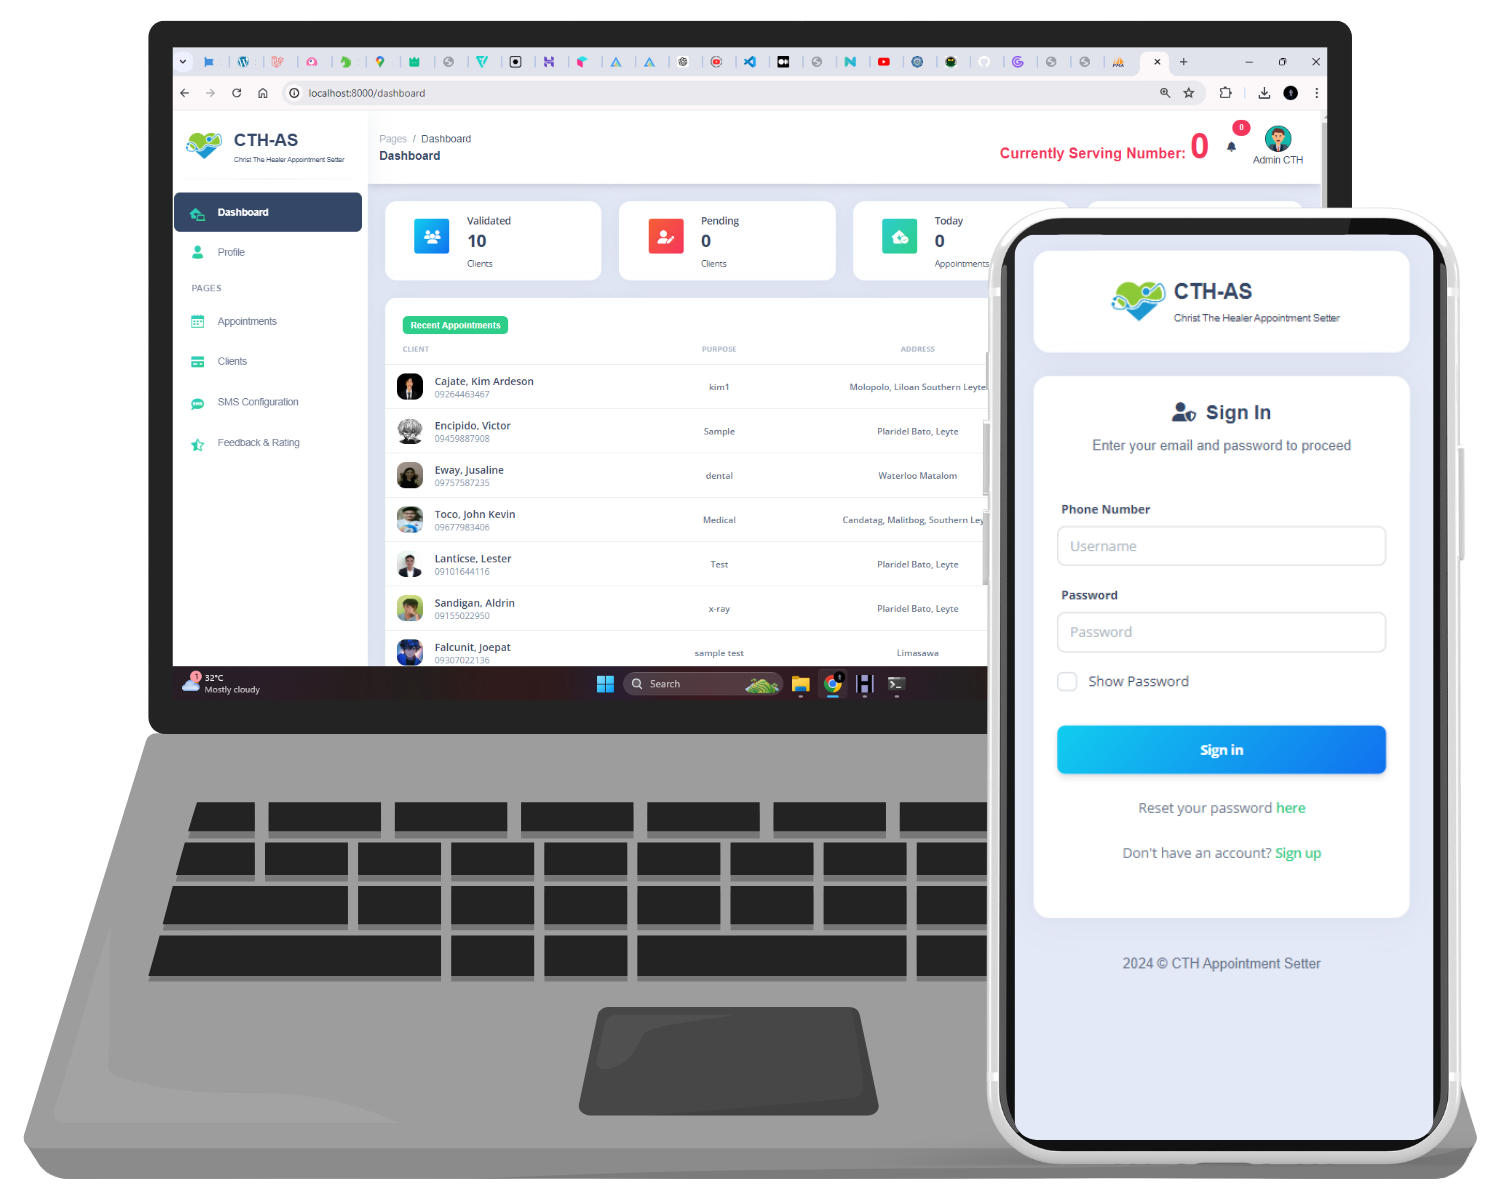 localhost:8000/dashboard
CTH-AS
Christ The Healer Appointment Setter
Dashboard
Profile
PAGES
Appointments
Clients
SMS Configuration
Feedback & Rating
Pages / Dashboard
Dashboard
Currently Serving Number: 0
0
Admin CTH
Validated
10
Clients
Pending
0
Clients
Today
0
Appointments
Recent Appointments
CLIENT PURPOSE ADDRESS
Cajate, Kim Ardeson
09264463467
kim1
Molopolo, Liloan Southern Leyte
Encipido, Victor
09459887908
Sample
Plaridel Bato, Leyte
Eway, Jusaline
09757587235
dental
Waterloo Matalom
Toco, John Kevin
09677983406
Medical
Candatag, Malitbog, Southern Ley
Lanticse, Lester
09101644116
Test
Plaridel Bato, Leyte
Sandigan, Aldrin
09155022950
x-ray
Plaridel Bato, Leyte
Falcunit, Joepat
09307022136
sample test
Limasawa
1
32°C
Mostly cloudy
Search
CTH-AS
Christ The Healer Appointment Setter
Sign In
Enter your email and password to proceed
Phone Number
Username
Password
Password
Show Password
Sign in
Reset your password here
Don't have an account? Sign up
2024 © CTH Appointment Setter